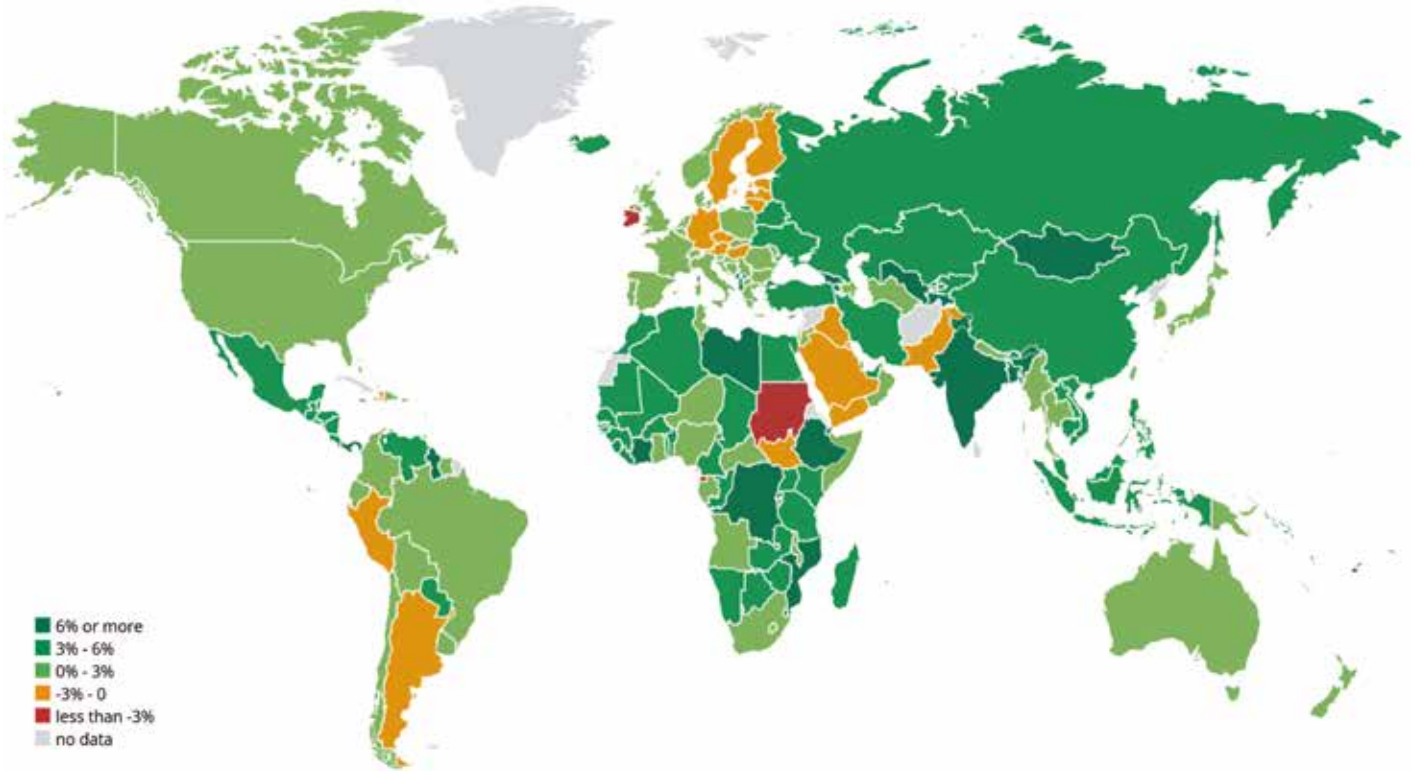 6% or more
3% - 6%
0% - 3%
-3% - 0
less than -3%
no data